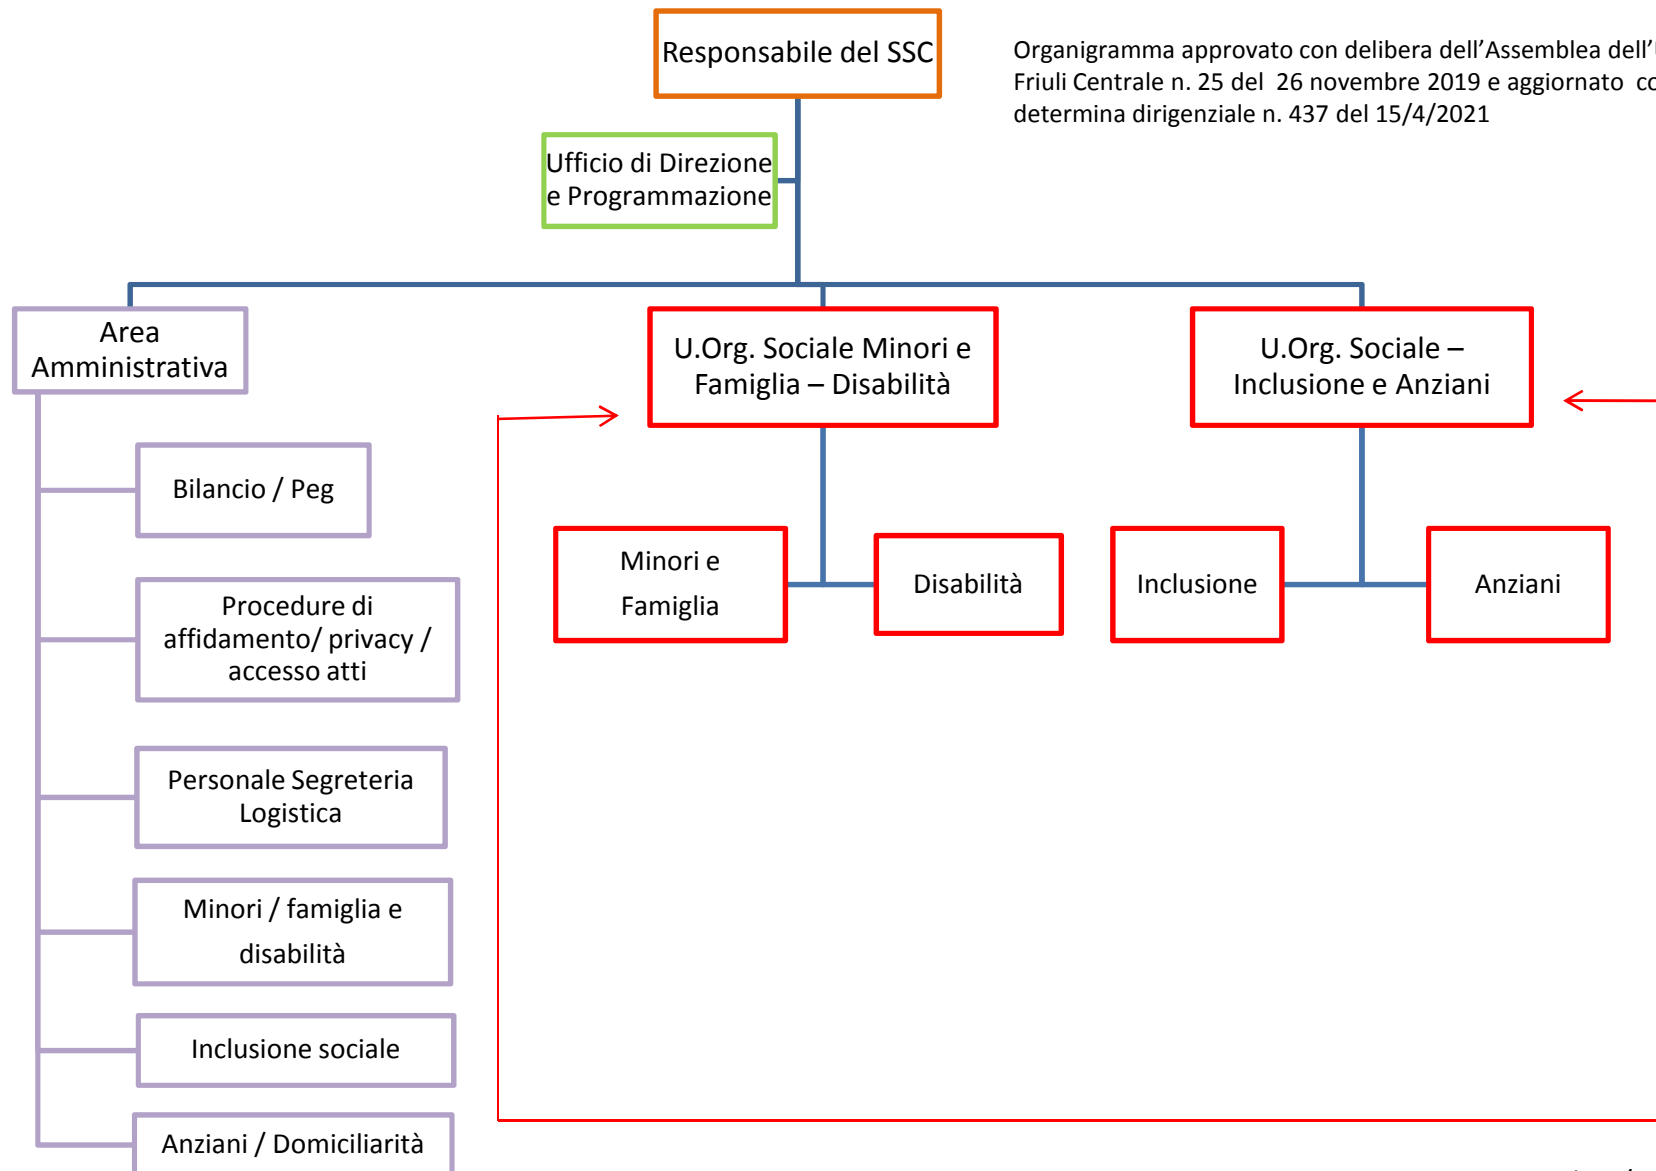 Responsabile del SSC
Organigramma approvato con delibera dell'Assemblea dell'
Friuli Centrale n. 25 del 26 novembre 2019 e aggiornato
determina dirigenziale n. 437 del 15/4/2021
Ufficio di Direzione
e Programmazione
Area
Amministrativa
U.Org. Sociale Minori e
Famiglia – Disabilità
U.Org. Sociale –
Inclusione e Anziani
Bilancio / Peg
Procedure di
affidamento/ privacy /
accesso atti
Personale Segreteria
Logistica
Minori / famiglia e
disabilità
Inclusione sociale
Anziani / Domiciliarità
Minori e
Famiglia
Disabilità
Inclusione
Anziani